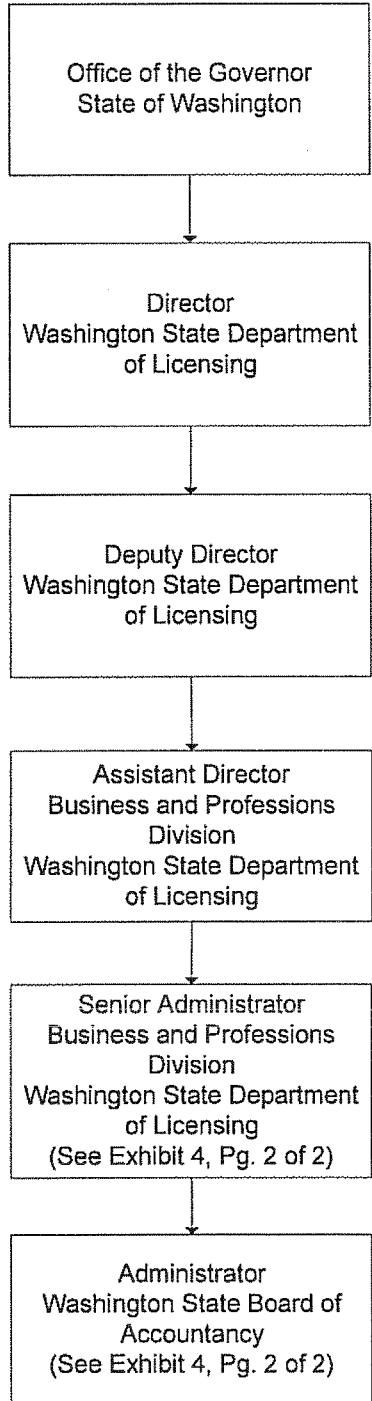 Office of the Governor
State of Washington
Director
Washington State Department
of Licensing
Deputy Director
Washington State Department
of Licensing
Assistant Director
Business and Professions
Division
Washington State Department
of Licensing
Senior Administrator
Business and Professions
Division
Washington State Department
of Licensing
(See Exhibit 4, Pg. 2 of 2)
Administrator
Washington State Board of
Accountancy
(See Exhibit 4, Pg. 2 of 2)